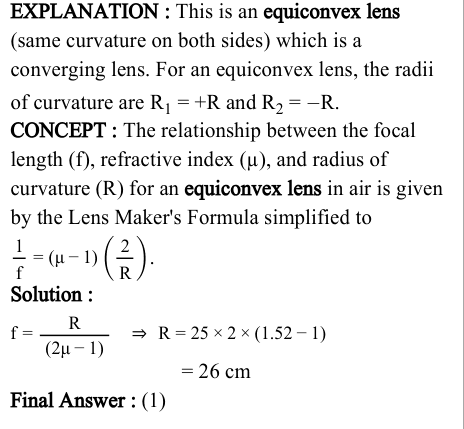 EXPLANATION : This is an equiconvex lens
(same curvature on both sides) which is a
converging lens. For an equiconvex lens, the radii
of curvature are R₁ = +R and R₂ = −R.
CONCEPT : The relationship between the focal
length (f), refractive index (μ), and radius of
curvature (R) for an equiconvex lens in air is given
by the Lens Maker's Formula simplified to
1/f = (μ − 1) (2/R).
Solution :
f = R/(2μ − 1) ⇒ R = 25 × 2 × (1.52 − 1)
= 26 cm
Final Answer : (1)